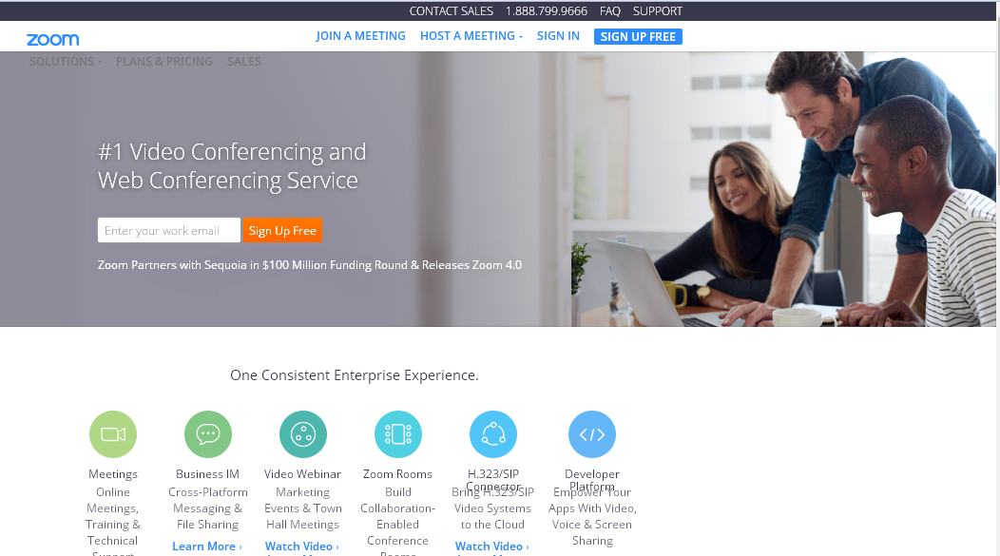 CONTACT SALES 1.888.799.9666 FAQ SUPPORT
zoom
JOIN A MEETING HOST A MEETING SIGN IN SIGN UP FREE
SOLUTIONS PLANS & PRICING SALES
#1 Video Conferencing and
Web Conferencing Service
Enter your work email Sign Up Free
Zoom Partners with Sequoia in $100 Million Funding Round & Releases Zoom 4.0
One Consistent Enterprise Experience.
Meetings
Online
Meetings,
Training &
Technical
Support
Business IM
Cross-Platform
Messaging &
File Sharing
Learn More ›
Video Webinar
Marketing
Events & Town
Hall Meetings
Watch Video ›
Zoom Rooms
Build
Collaboration-
Enabled
Conference
Rooms
H.323/SIP
Connector
Bring H.323/SIP
Video Systems
to the Cloud
Watch Video ›
Developer
Platform
Empower Your
Apps With Video,
Voice & Screen
Sharing